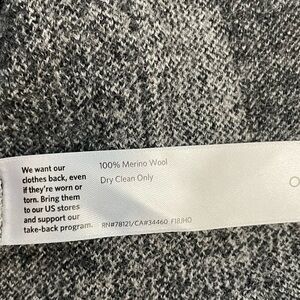 We want our
clothes back, even
if they're worn or
torn. Bring them
to our US stores
and support our
take-back program.
100% Merino Wool
Dry Clean Only
RN#78121/CA#34460 F18JHO